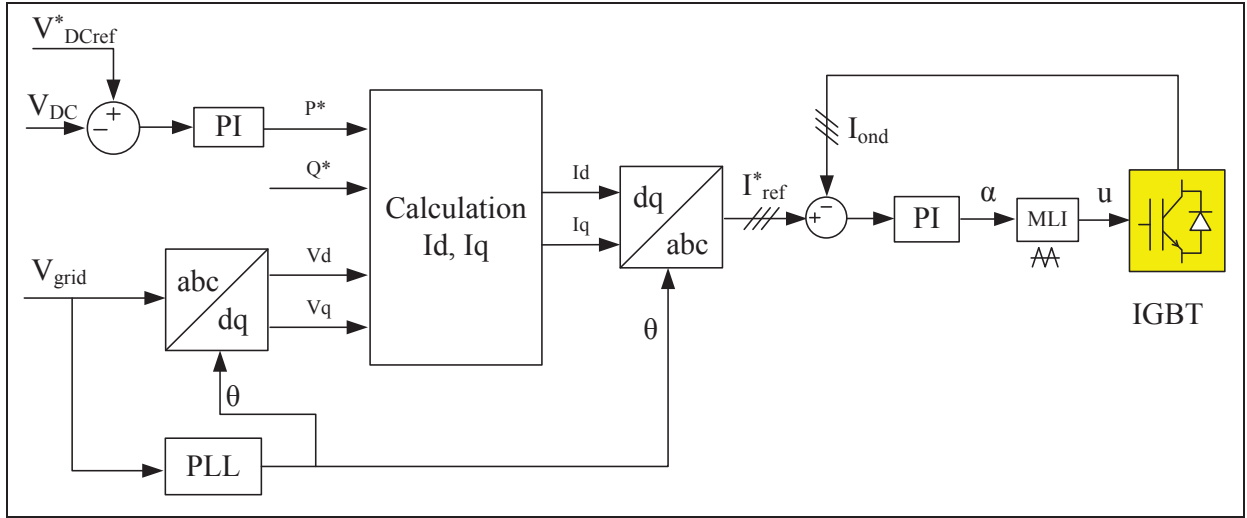 V*DCref
VDC
+
−
PI
P*
Q*
Vgrid
abc
dq
Vd
Vq
θ
PLL
Calculation
Id, Iq
Id
Iq
dq
abc
θ
I*ref
+
−
Iond
PI
α
MLI
u
IGBT